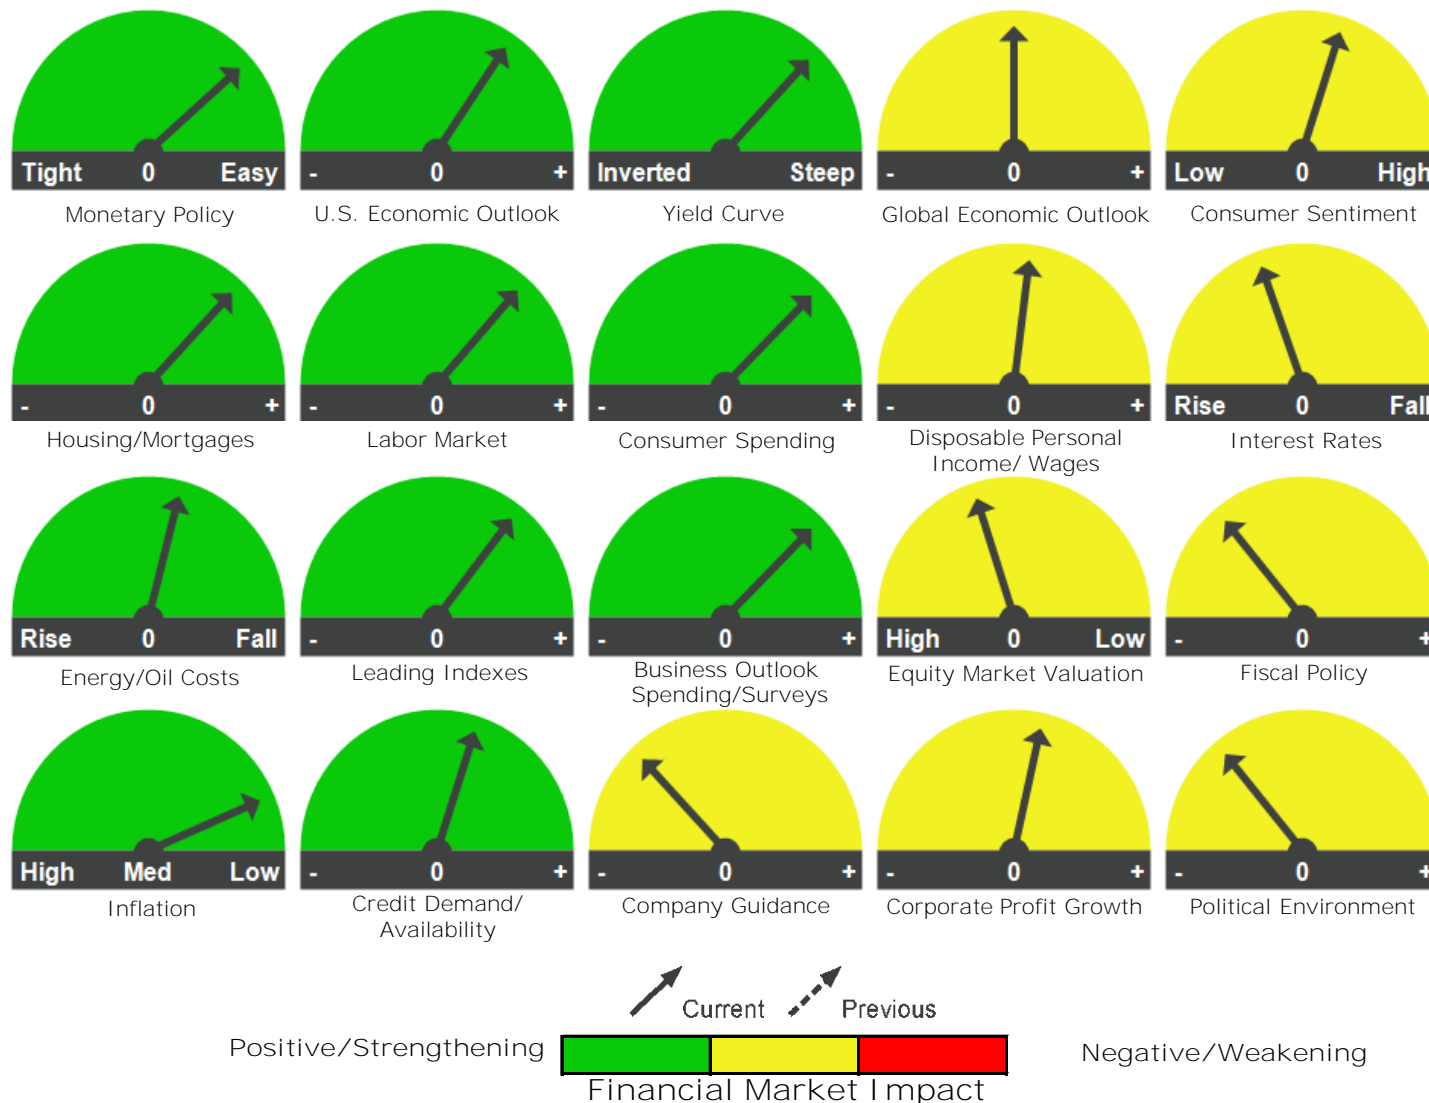 Tight 0 Easy
- 0 +
Inverted Steep
- 0 +
Low 0 High
Monetary Policy
U.S. Economic Outlook
Yield Curve
Global Economic Outlook
Consumer Sentiment
- 0 +
- 0 +
- 0 +
- 0 +
Rise 0 Fall
Housing/Mortgages
Labor Market
Consumer Spending
Disposable Personal
Income/ Wages
Interest Rates
Rise 0 Fall
- 0 +
- 0 +
High 0 Low
- 0 +
Energy/Oil Costs
Leading Indexes
Business Outlook
Spending/Surveys
Equity Market Valuation
Fiscal Policy
High Med Low
- 0 +
- 0 +
- 0 +
- 0 +
Inflation
Credit Demand/
Availability
Company Guidance
Corporate Profit Growth
Political Environment
Current Previous
Positive/Strengthening
Negative/Weakening
Financial Market Impact